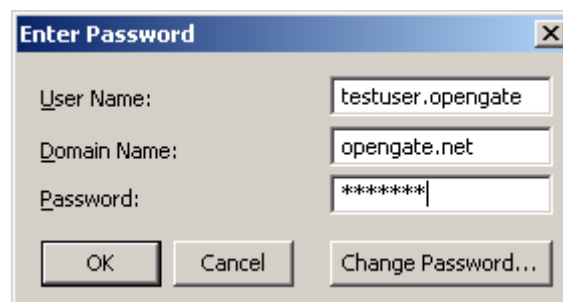 Enter Password
User Name: testuser.opengate
Domain Name: opengate.net
Password: *******
OK Cancel Change Password...